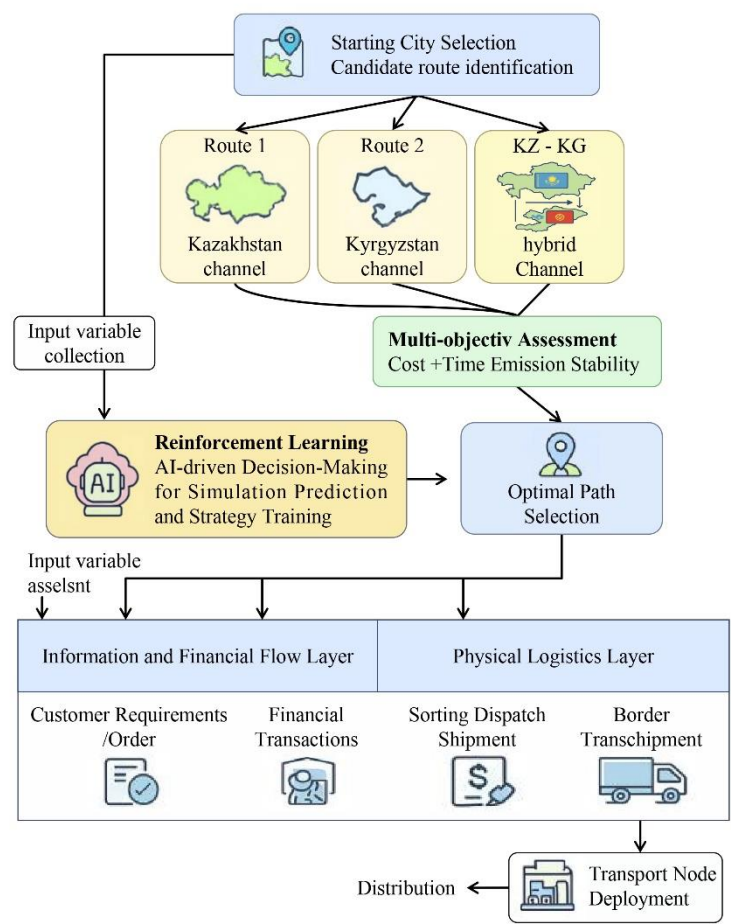 Starting City Selection
Candidate route identification
Route 1
Kazakhstan
channel
Route 2
Kyrgyzstan
channel
KZ - KG
hybrid
Channel
Input variable
collection
Multi-objectiv Assessment
Cost +Time Emission Stability
Reinforcement Learning
AI-driven Decision-Making
for Simulation Prediction
and Strategy Training
AI
Optimal Path
Selection
Input variable
asselsnt
Information and Financial Flow Layer
Physical Logistics Layer
Customer Requirements
/Order
Financial
Transactions
Sorting Dispatch
Shipment
Border
Transchipment
$
Transport Node
Deployment
Distribution